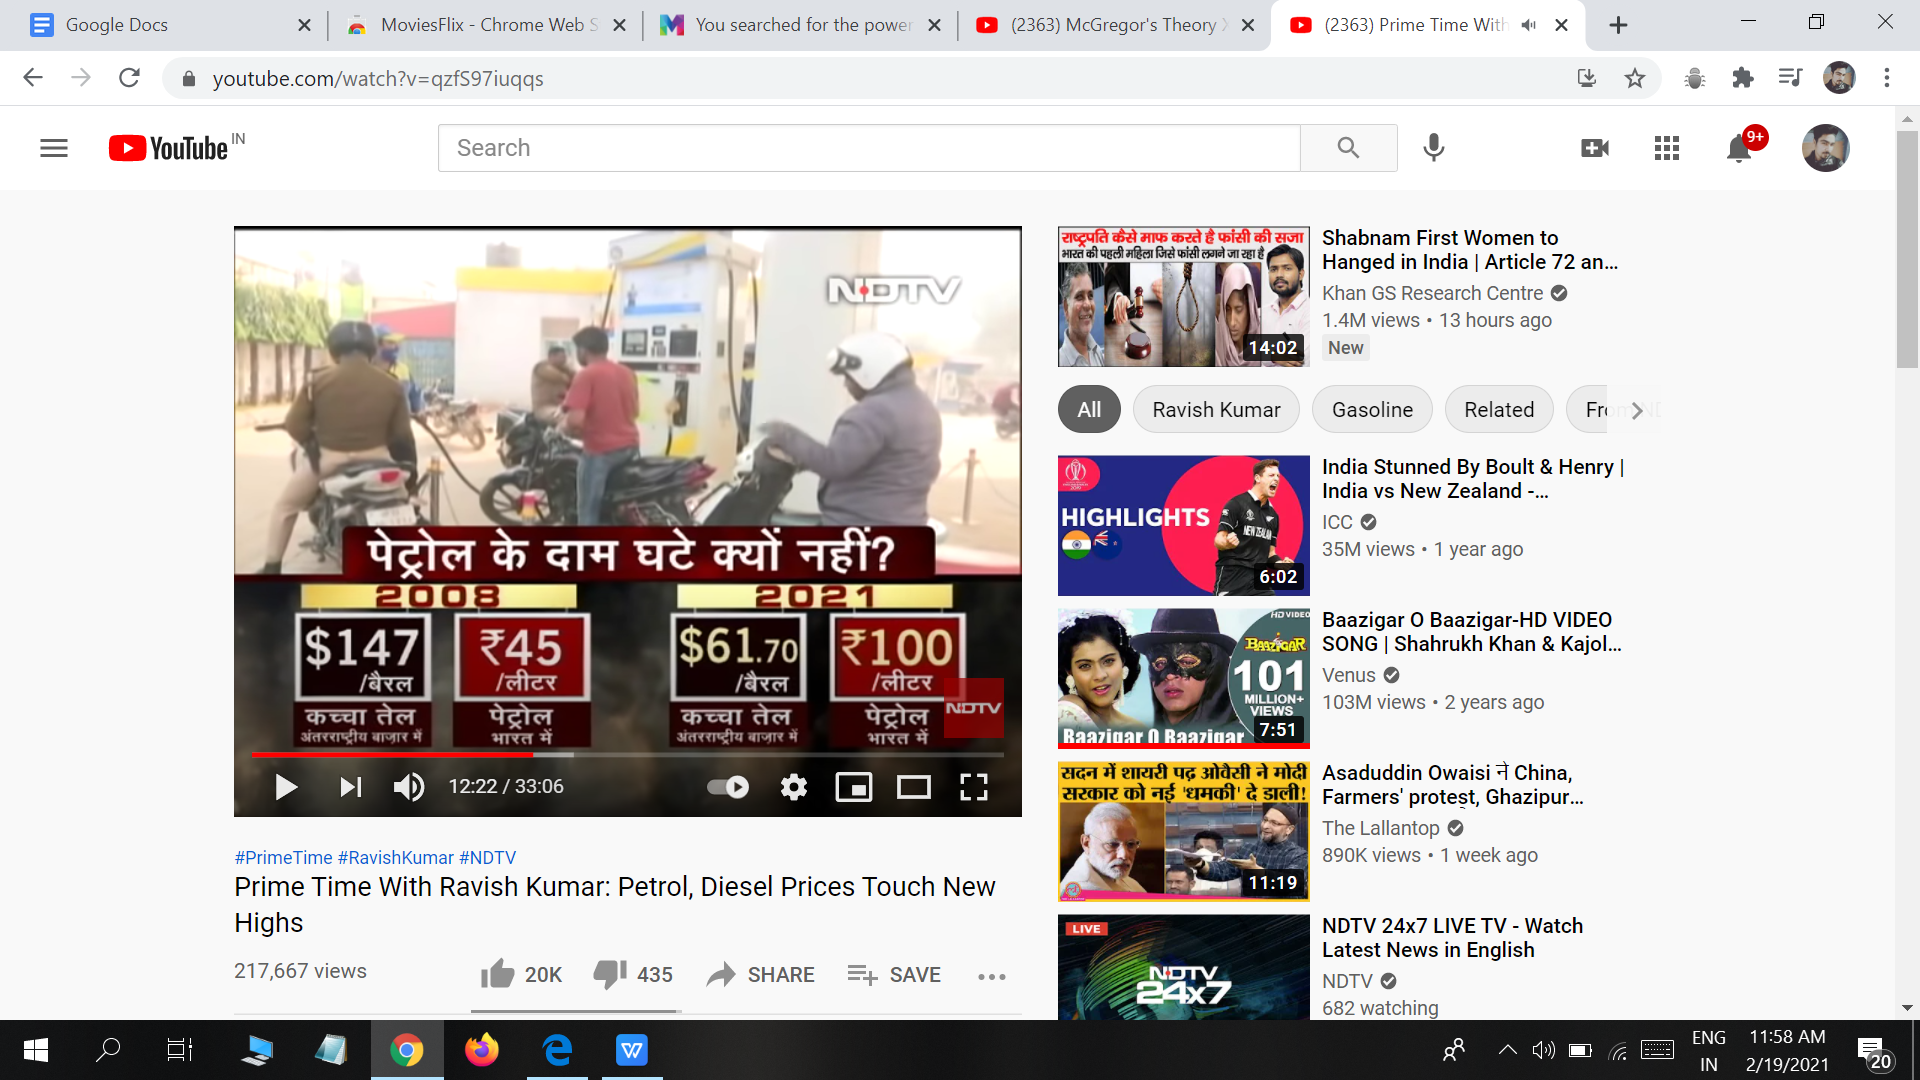 Google Docs
MoviesFlix - Chrome Web S
You searched for the power
(2363) McGregor's Theory X
(2363) Prime Time With
youtube.com/watch?v=qzfS97iuqqs
YouTube IN
Search
9+
NDTV
पेट्रोल के दाम घटे क्यों नहीं?
2008
2021
$147
/बैरल
₹45
/लीटर
$61.70
/बैरल
₹100
/लीटर
कच्चा तेल
अंतरराष्ट्रीय बाज़ार में
पेट्रोल
भारत में
कच्चा तेल
अंतरराष्ट्रीय बाज़ार में
पेट्रोल
भारत में
NDTV
12:22 / 33:06
#PrimeTime #RavishKumar #NDTV
Prime Time With Ravish Kumar: Petrol, Diesel Prices Touch New
Highs
217,667 views
20K
435
SHARE
SAVE
राष्ट्रपति कैसे माफ करते है फांसी की सजा
भारत की पहली महिला जिसे फांसी लगने जा रहा है
14:02
Shabnam First Women to
Hanged in India | Article 72 an...
Khan GS Research Centre
1.4M views • 13 hours ago
New
All
Ravish Kumar
Gasoline
Related
HIGHLIGHTS
NEW ZEALAND
6:02
India Stunned By Boult & Henry |
India vs New Zealand -...
ICC
35M views • 1 year ago
HD VIDEO
BAAZIGAR
101
MILLION+
VIEWS
Baazigar O Baazigar
7:51
Baazigar O Baazigar-HD VIDEO
SONG | Shahrukh Khan & Kajol...
Venus
103M views • 2 years ago
सदन में शायरी पढ़ ओवैसी ने मोदी
सरकार को नई 'धमकी' दे डाली!
11:19
Asaduddin Owaisi ने China,
Farmers' protest, Ghazipur...
The Lallantop
890K views • 1 week ago
LIVE
NDTV
24x7
NDTV 24x7 LIVE TV - Watch
Latest News in English
NDTV
682 watching
ENG
IN
11:58 AM
2/19/2021
20